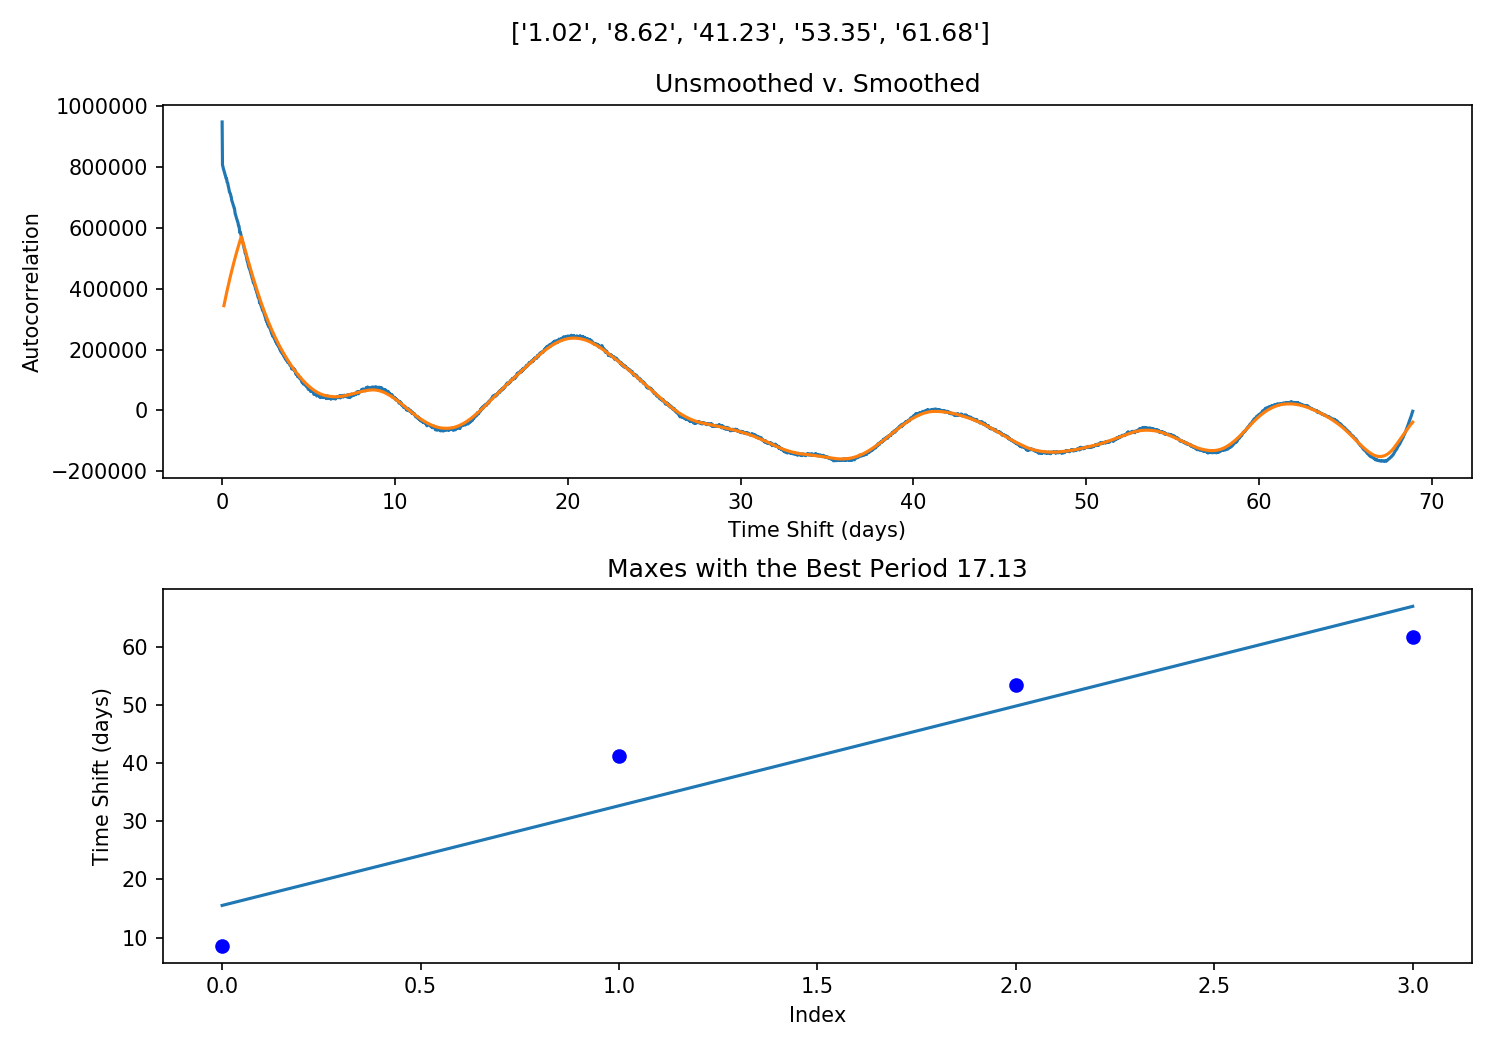 ['1.02', '8.62', '41.23', '53.35', '61.68']
Unsmoothed v. Smoothed
1000000
800000
600000
400000
200000
0
−200000
Autocorrelation
0 10 20 30 40 50 60 70
Time Shift (days)
Maxes with the Best Period 17.13
60
50
40
30
20
10
Time Shift (days)
0.0 0.5 1.0 1.5 2.0 2.5 3.0
Index